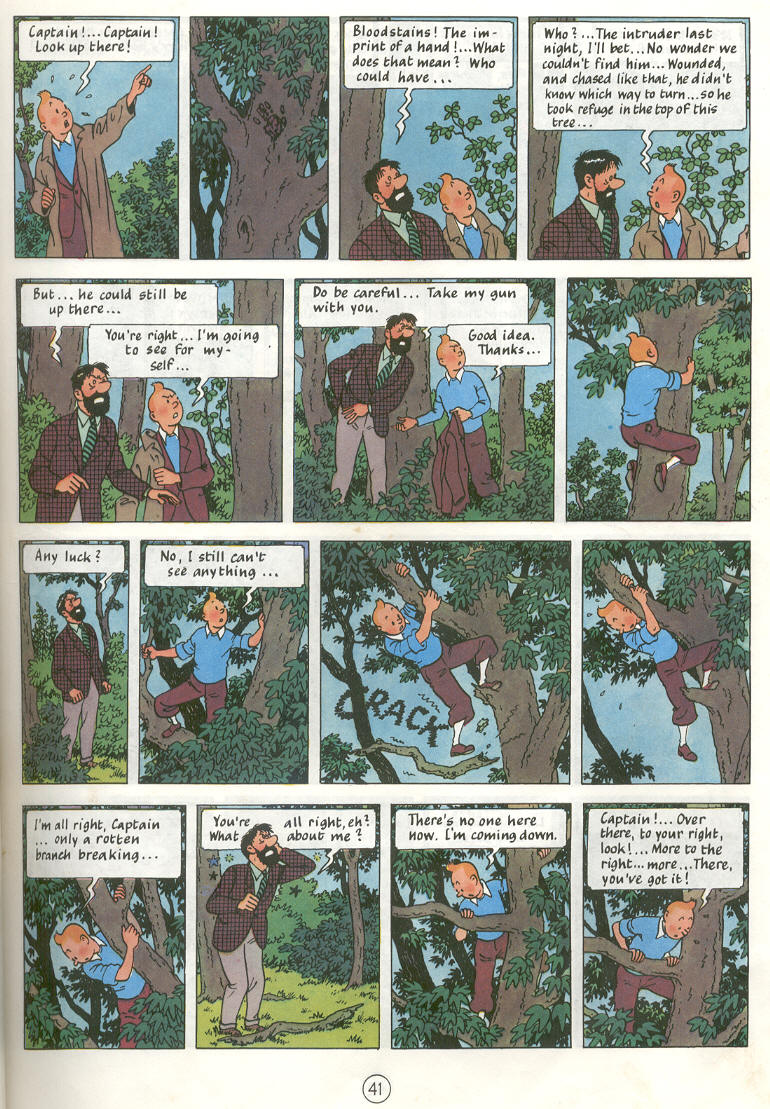 Captain!... Captain!
Look up there!
Bloodstains! The im-
print of a hand!...What
does that mean? Who
could have...
Who?...The intruder last
night, I'll bet...No wonder we
couldn't find him...Wounded,
and chased like that, he didn't
know which way to turn...so he
took refuge in the top of this
tree...
But... he could still be
up there...
You're right... I'm going
to see for my-
self...
Do be careful... Take my gun
with you.
Good idea.
Thanks...
Any luck?
No, I still can't
see anything ...
CRACK
I'm all right, Captain
... only a rotten
branch breaking...
You're all right, eh?
What about me?
There's no one here
now. I'm coming down.
Captain!... Over
there, to your right,
look!... More to the
right... more...There,
you've got it!
41